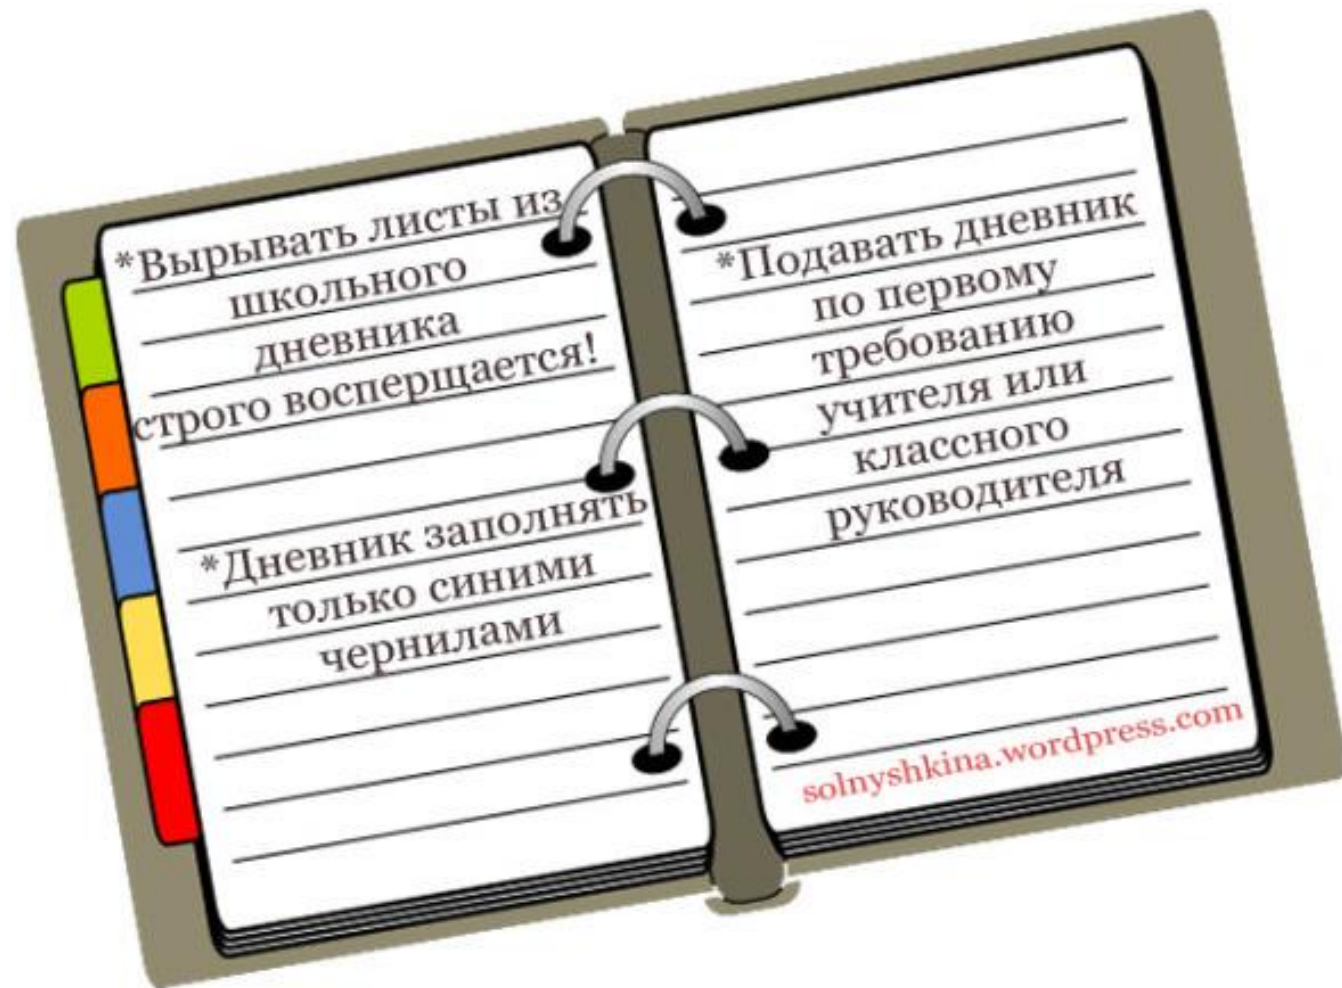 *Вырывать листы из
школьного
дневника
строго восперщается!
*Дневник заполнять
только синими
чернилами
*Подавать дневник
по первому
требованию
учителя или
классного
руководителя
solnyshkina.wordpress.com